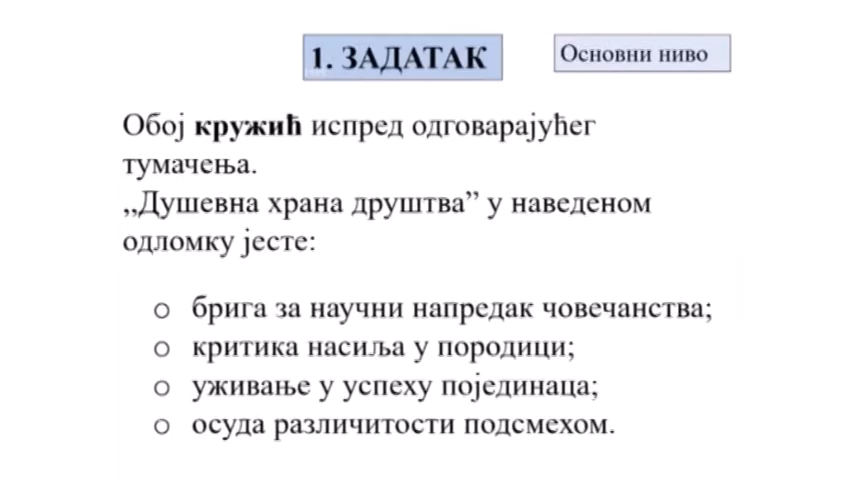 1. ЗАДАТАК
Основни ниво
Обој кружић испред одговарајућег
тумачења.
„Душевна храна друштва” у наведеном
одломку јесте:
o брига за научни напредак човечанства;
o критика насиља у породици;
o уживање у успеху појединаца;
o осуда различитости подсмехом.